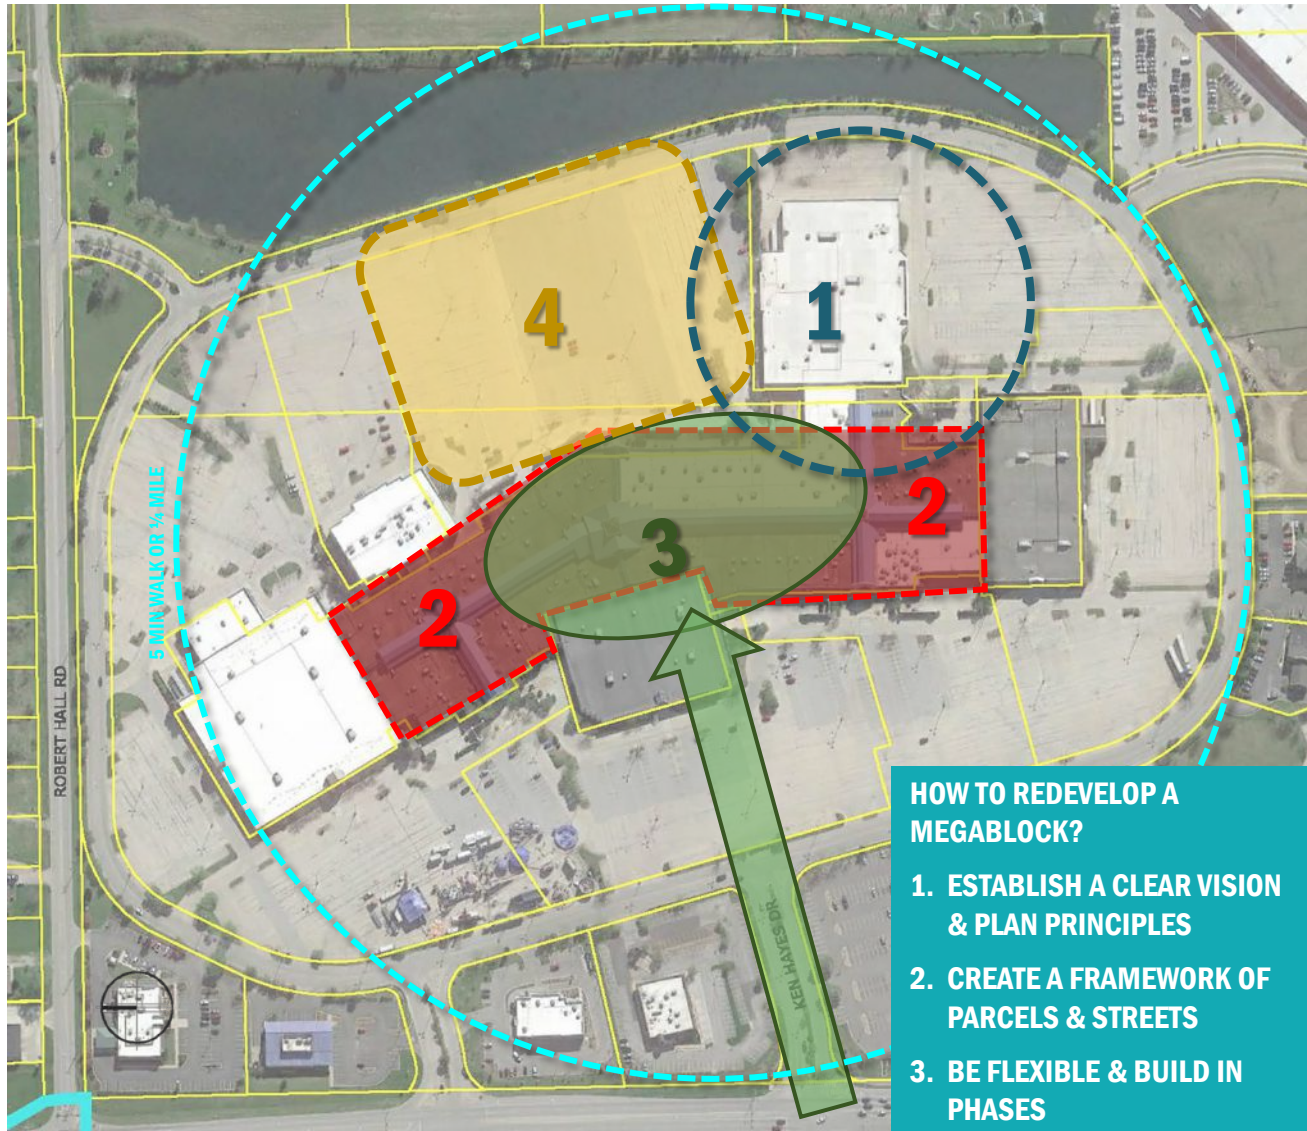 4
1
2
3
2
5 MIN WALK OR ¼ MILE
ROBERT HALL RD
KEN HAYES DR
HOW TO REDEVELOP A
MEGABLOCK?
1. ESTABLISH A CLEAR VISION
& PLAN PRINCIPLES
2. CREATE A FRAMEWORK OF
PARCELS & STREETS
3. BE FLEXIBLE & BUILD IN
PHASES